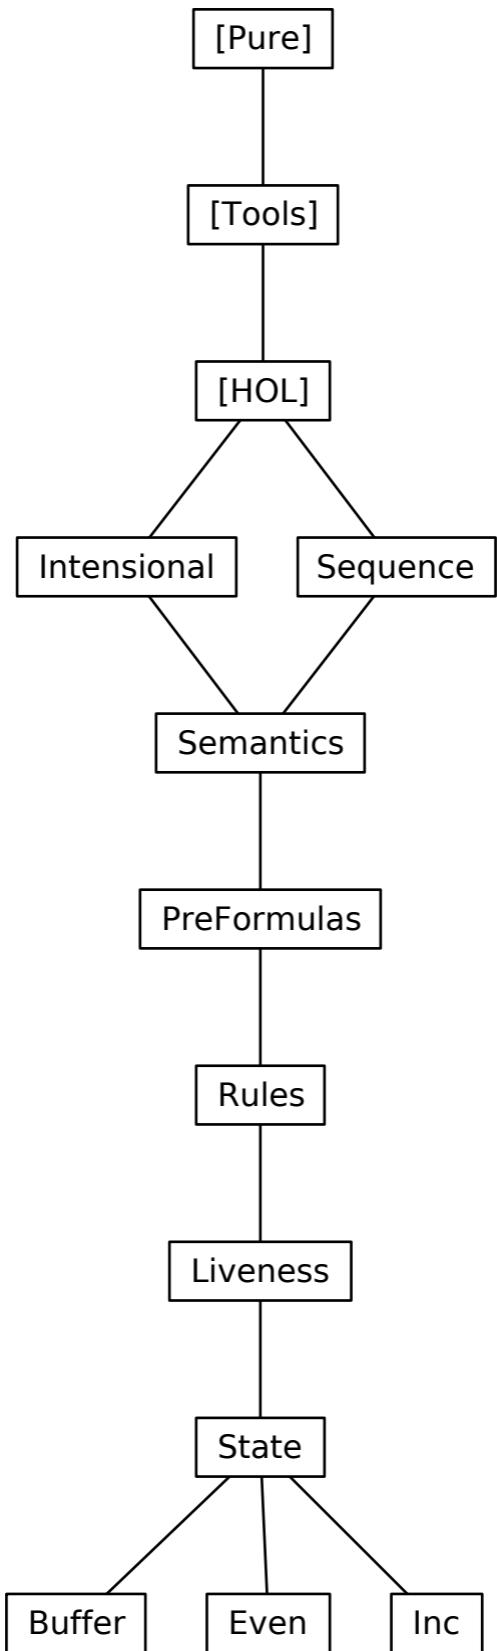 [Pure]
[Tools]
[HOL]
Intensional
Sequence
Semantics
PreFormulas
Rules
Liveness
State
Buffer
Even
Inc